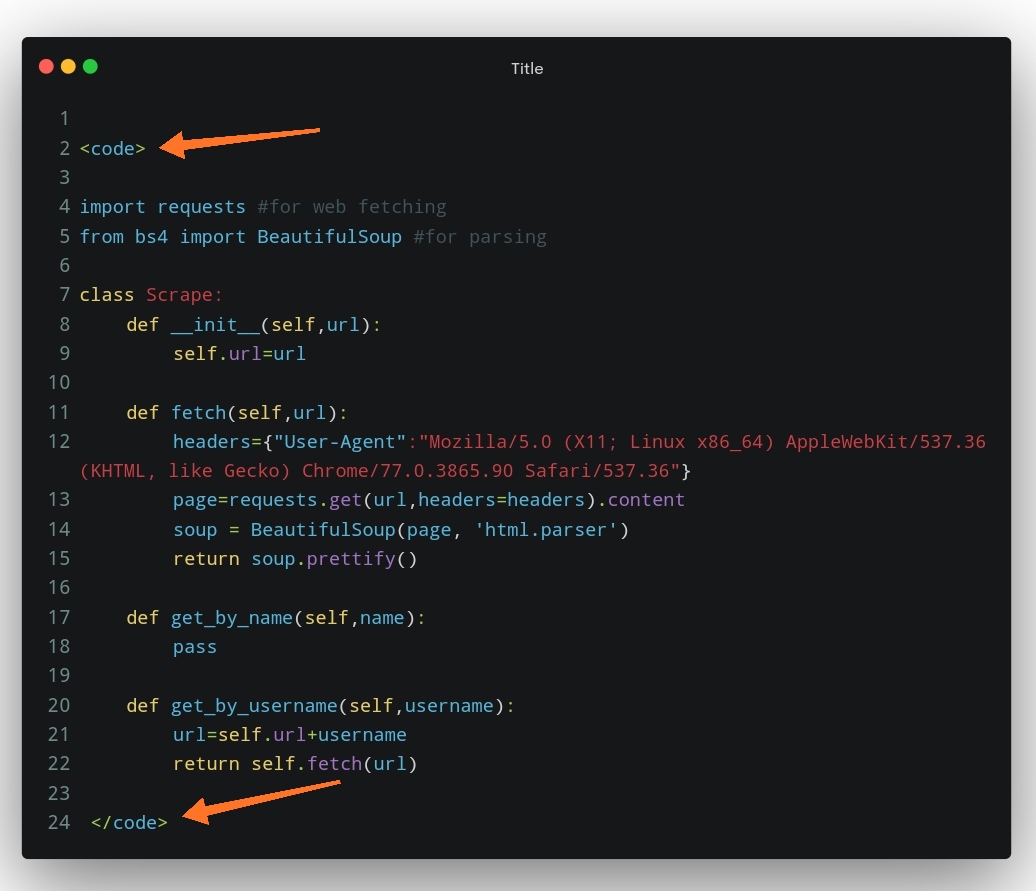 Title
1
2 <code>
3
4 import requests #for web fetching
5 from bs4 import BeautifulSoup #for parsing
6
7 class Scrape:
8     def __init__(self,url):
9         self.url=url
10
11     def fetch(self,url):
12         headers={"User-Agent":"Mozilla/5.0 (X11; Linux x86_64) AppleWebKit/537.36
(KHTML, like Gecko) Chrome/77.0.3865.90 Safari/537.36"}
13         page=requests.get(url,headers=headers).content
14         soup = BeautifulSoup(page, 'html.parser')
15         return soup.prettify()
16
17     def get_by_name(self,name):
18         pass
19
20     def get_by_username(self,username):
21         url=self.url+username
22         return self.fetch(url)
23
24  </code>